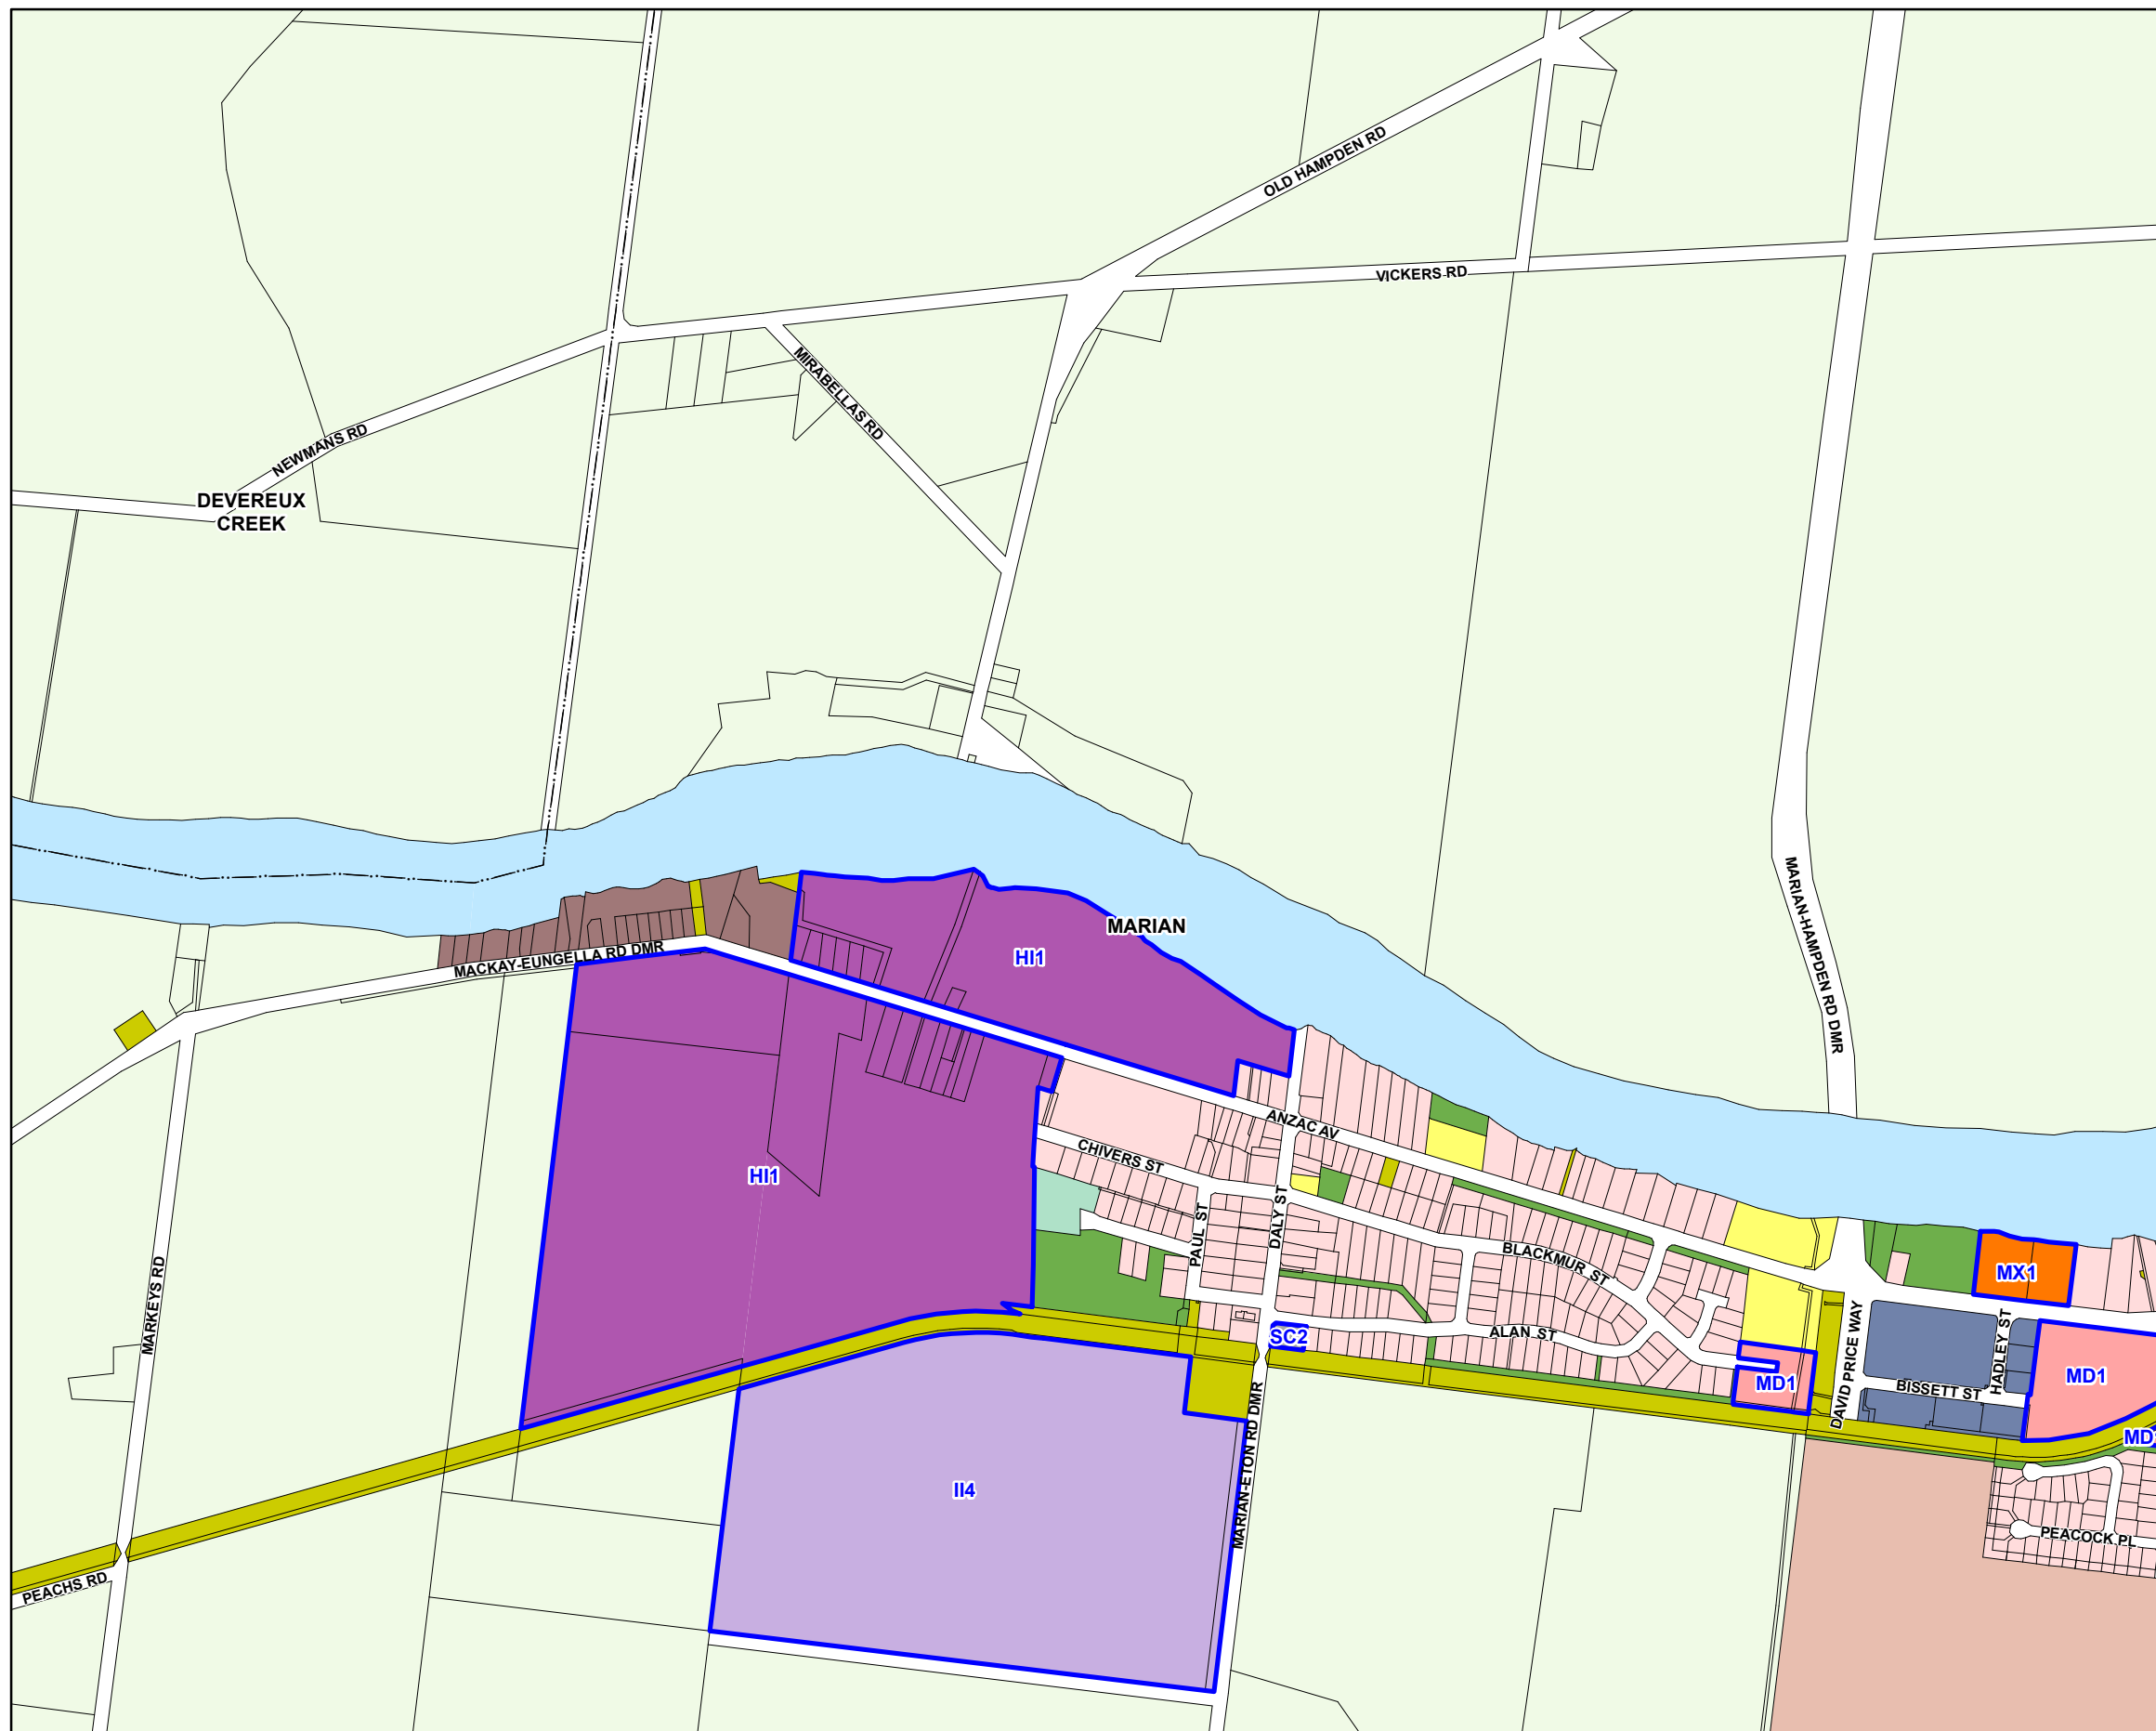 OLD HAMPDEN RD
VICKERS RD
MIRABELLAS RD
NEWMANS RD
DEVEREUX
CREEK
MARIAN-HAMPDEN RD DMR
MARIAN
MACKAY-EUNGELLA RD DMR
HI1
ANZAC AV
CHIVERS ST
HI1
PAUL ST
DALY ST
BLACKMUR ST
MX1
MARKEYS RD
SC2
ALAN ST
DAVID PRICE WAY
HADLEY ST
MD1
MD1
BISSETT ST
MD
MARIAN-ETON RD DMR
II4
PEACOCK PL
PEACHS RD